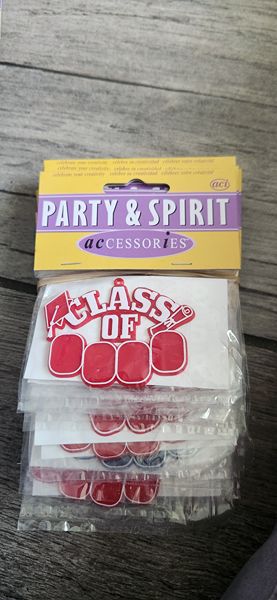 celebrate your creativity celebre su creatividad célébrez votre créativité
aci
PARTY & SPIRIT
accessories
CLASS
OF